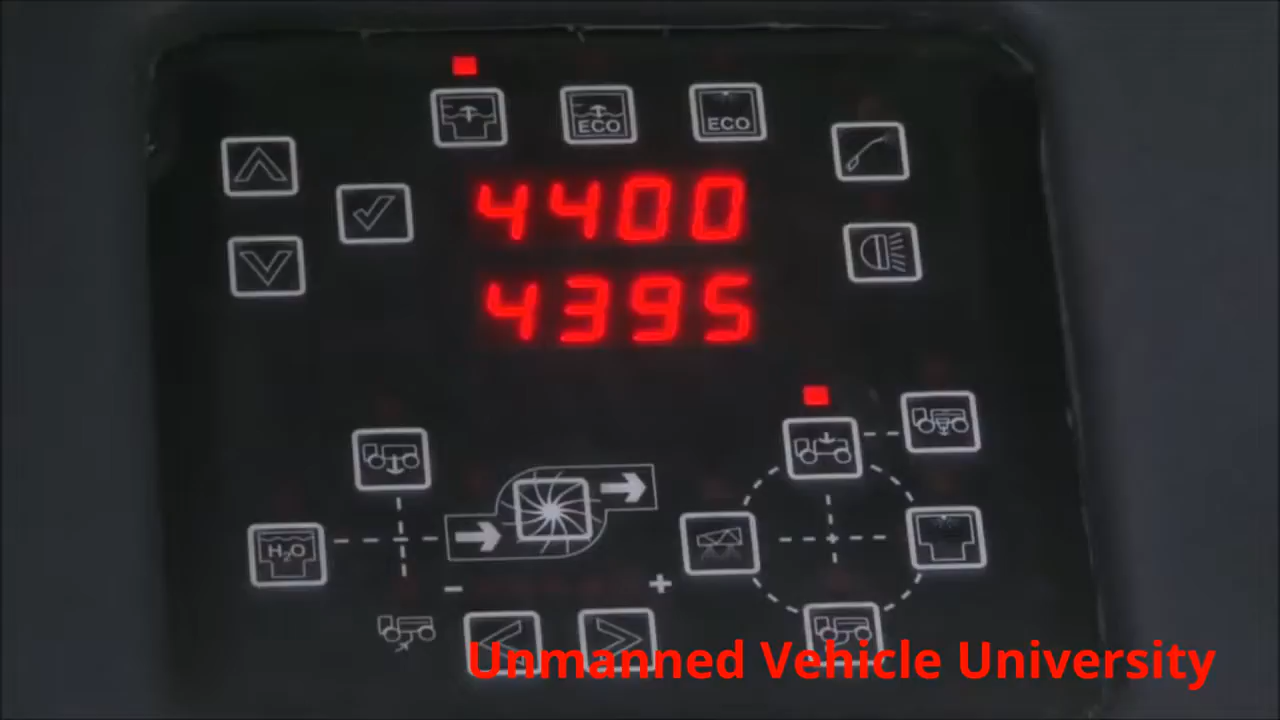 ECO
ECO
4400
4395
H₂O
- +
Unmanned Vehicle University